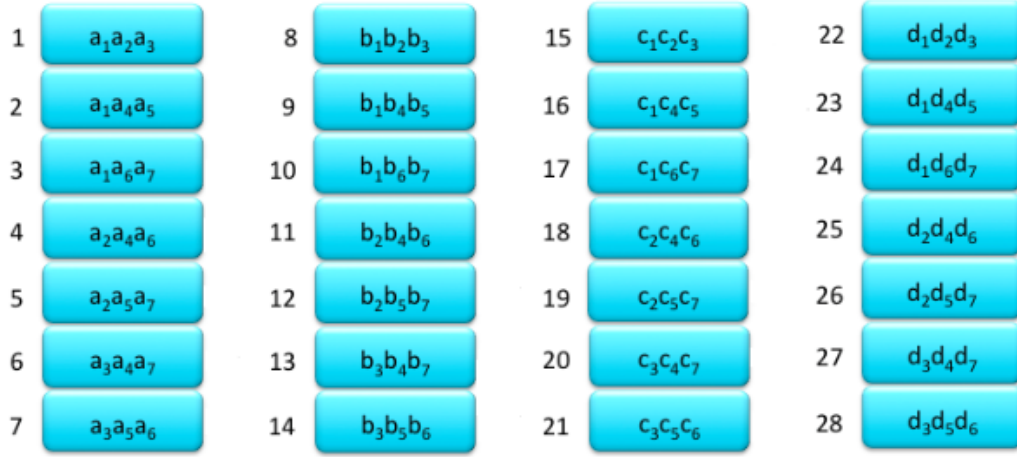 1 a₁a₂a₃ 8 b₁b₂b₃ 15 c₁c₂c₃ 22 d₁d₂d₃
2 a₁a₄a₅ 9 b₁b₄b₅ 16 c₁c₄c₅ 23 d₁d₄d₅
3 a₁a₆a₇ 10 b₁b₆b₇ 17 c₁c₆c₇ 24 d₁d₆d₇
4 a₂a₄a₆ 11 b₂b₄b₆ 18 c₂c₄c₆ 25 d₂d₄d₆
5 a₂a₅a₇ 12 b₂b₅b₇ 19 c₂c₅c₇ 26 d₂d₅d₇
6 a₃a₄a₇ 13 b₃b₄b₇ 20 c₃c₄c₇ 27 d₃d₄d₇
7 a₃a₅a₆ 14 b₃b₅b₆ 21 c₃c₅c₆ 28 d₃d₅d₆